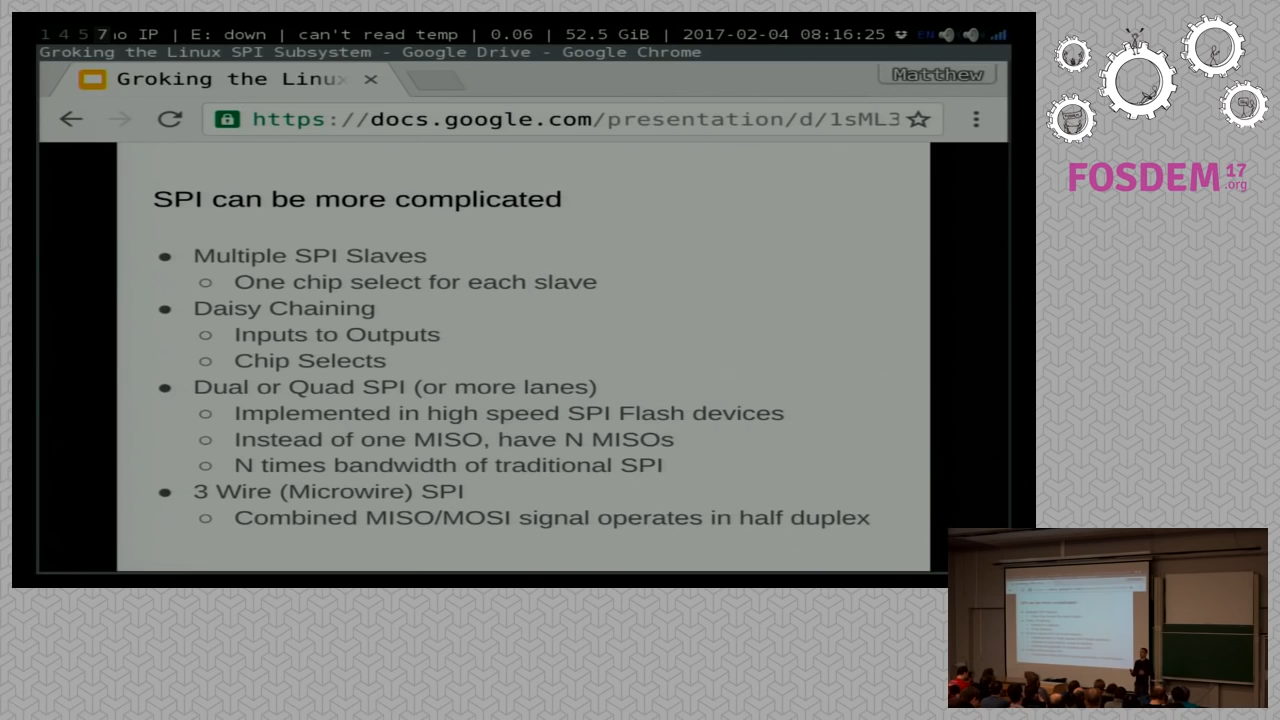 1 4 5 7 no IP | E: down | can't read temp | 0.06 | 52.5 GiB | 2017-02-04 08:16:25 EN
Groking the Linux SPI Subsystem - Google Drive - Google Chrome
Groking the Linux
Matthew
https://docs.google.com/presentation/d/1sML3
SPI can be more complicated
● Multiple SPI Slaves
○ One chip select for each slave
● Daisy Chaining
○ Inputs to Outputs
○ Chip Selects
● Dual or Quad SPI (or more lanes)
○ Implemented in high speed SPI Flash devices
○ Instead of one MISO, have N MISOs
○ N times bandwidth of traditional SPI
● 3 Wire (Microwire) SPI
○ Combined MISO/MOSI signal operates in half duplex
FOSDEM 17
.org